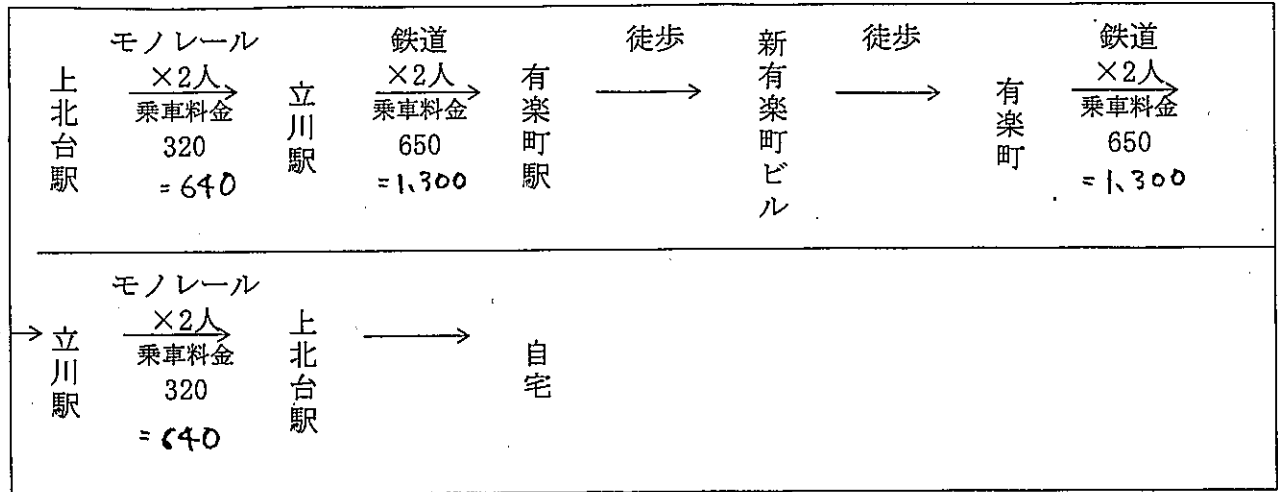 上北台駅
モノレール
×2人
乗車料金
320
=640
立川駅
鉄道
×2人
乗車料金
650
=1、300
有楽町駅
徒歩
新有楽町ビル
徒歩
有楽町
鉄道
×2人
乗車料金
650
=1、300
立川駅
モノレール
×2人
乗車料金
320
=640
上北台駅
自宅